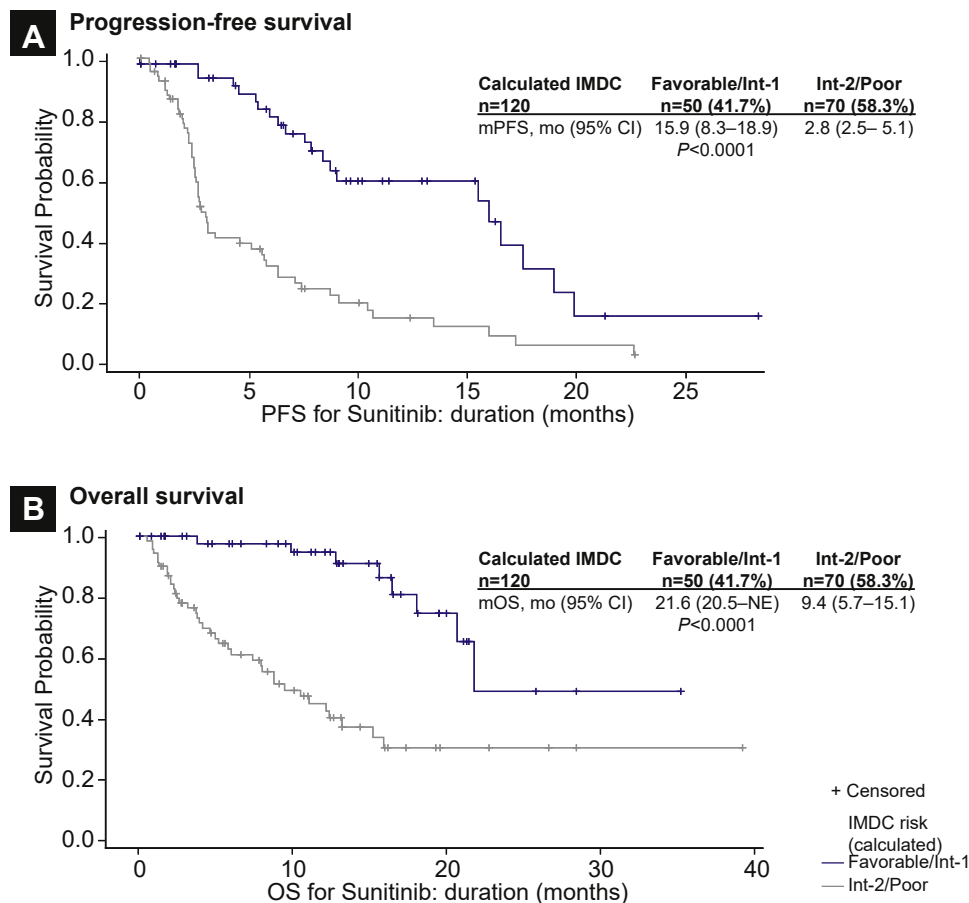 A Progression-free survival
Calculated IMDC Favorable/Int-1 Int-2/Poor
n=120 n=50 (41.7%) n=70 (58.3%)
mPFS, mo (95% CI) 15.9 (8.3–18.9) 2.8 (2.5– 5.1)
P<0.0001
Survival Probability
1.0
0.8
0.6
0.4
0.2
0.0
0 5 10 15 20 25
PFS for Sunitinib: duration (months)
B Overall survival
Calculated IMDC Favorable/Int-1 Int-2/Poor
n=120 n=50 (41.7%) n=70 (58.3%)
mOS, mo (95% CI) 21.6 (20.5–NE) 9.4 (5.7–15.1)
P<0.0001
Survival Probability
1.0
0.8
0.6
0.4
0.2
0.0
0 10 20 30 40
OS for Sunitinib: duration (months)
+ Censored
IMDC risk
(calculated)
Favorable/Int-1
Int-2/Poor